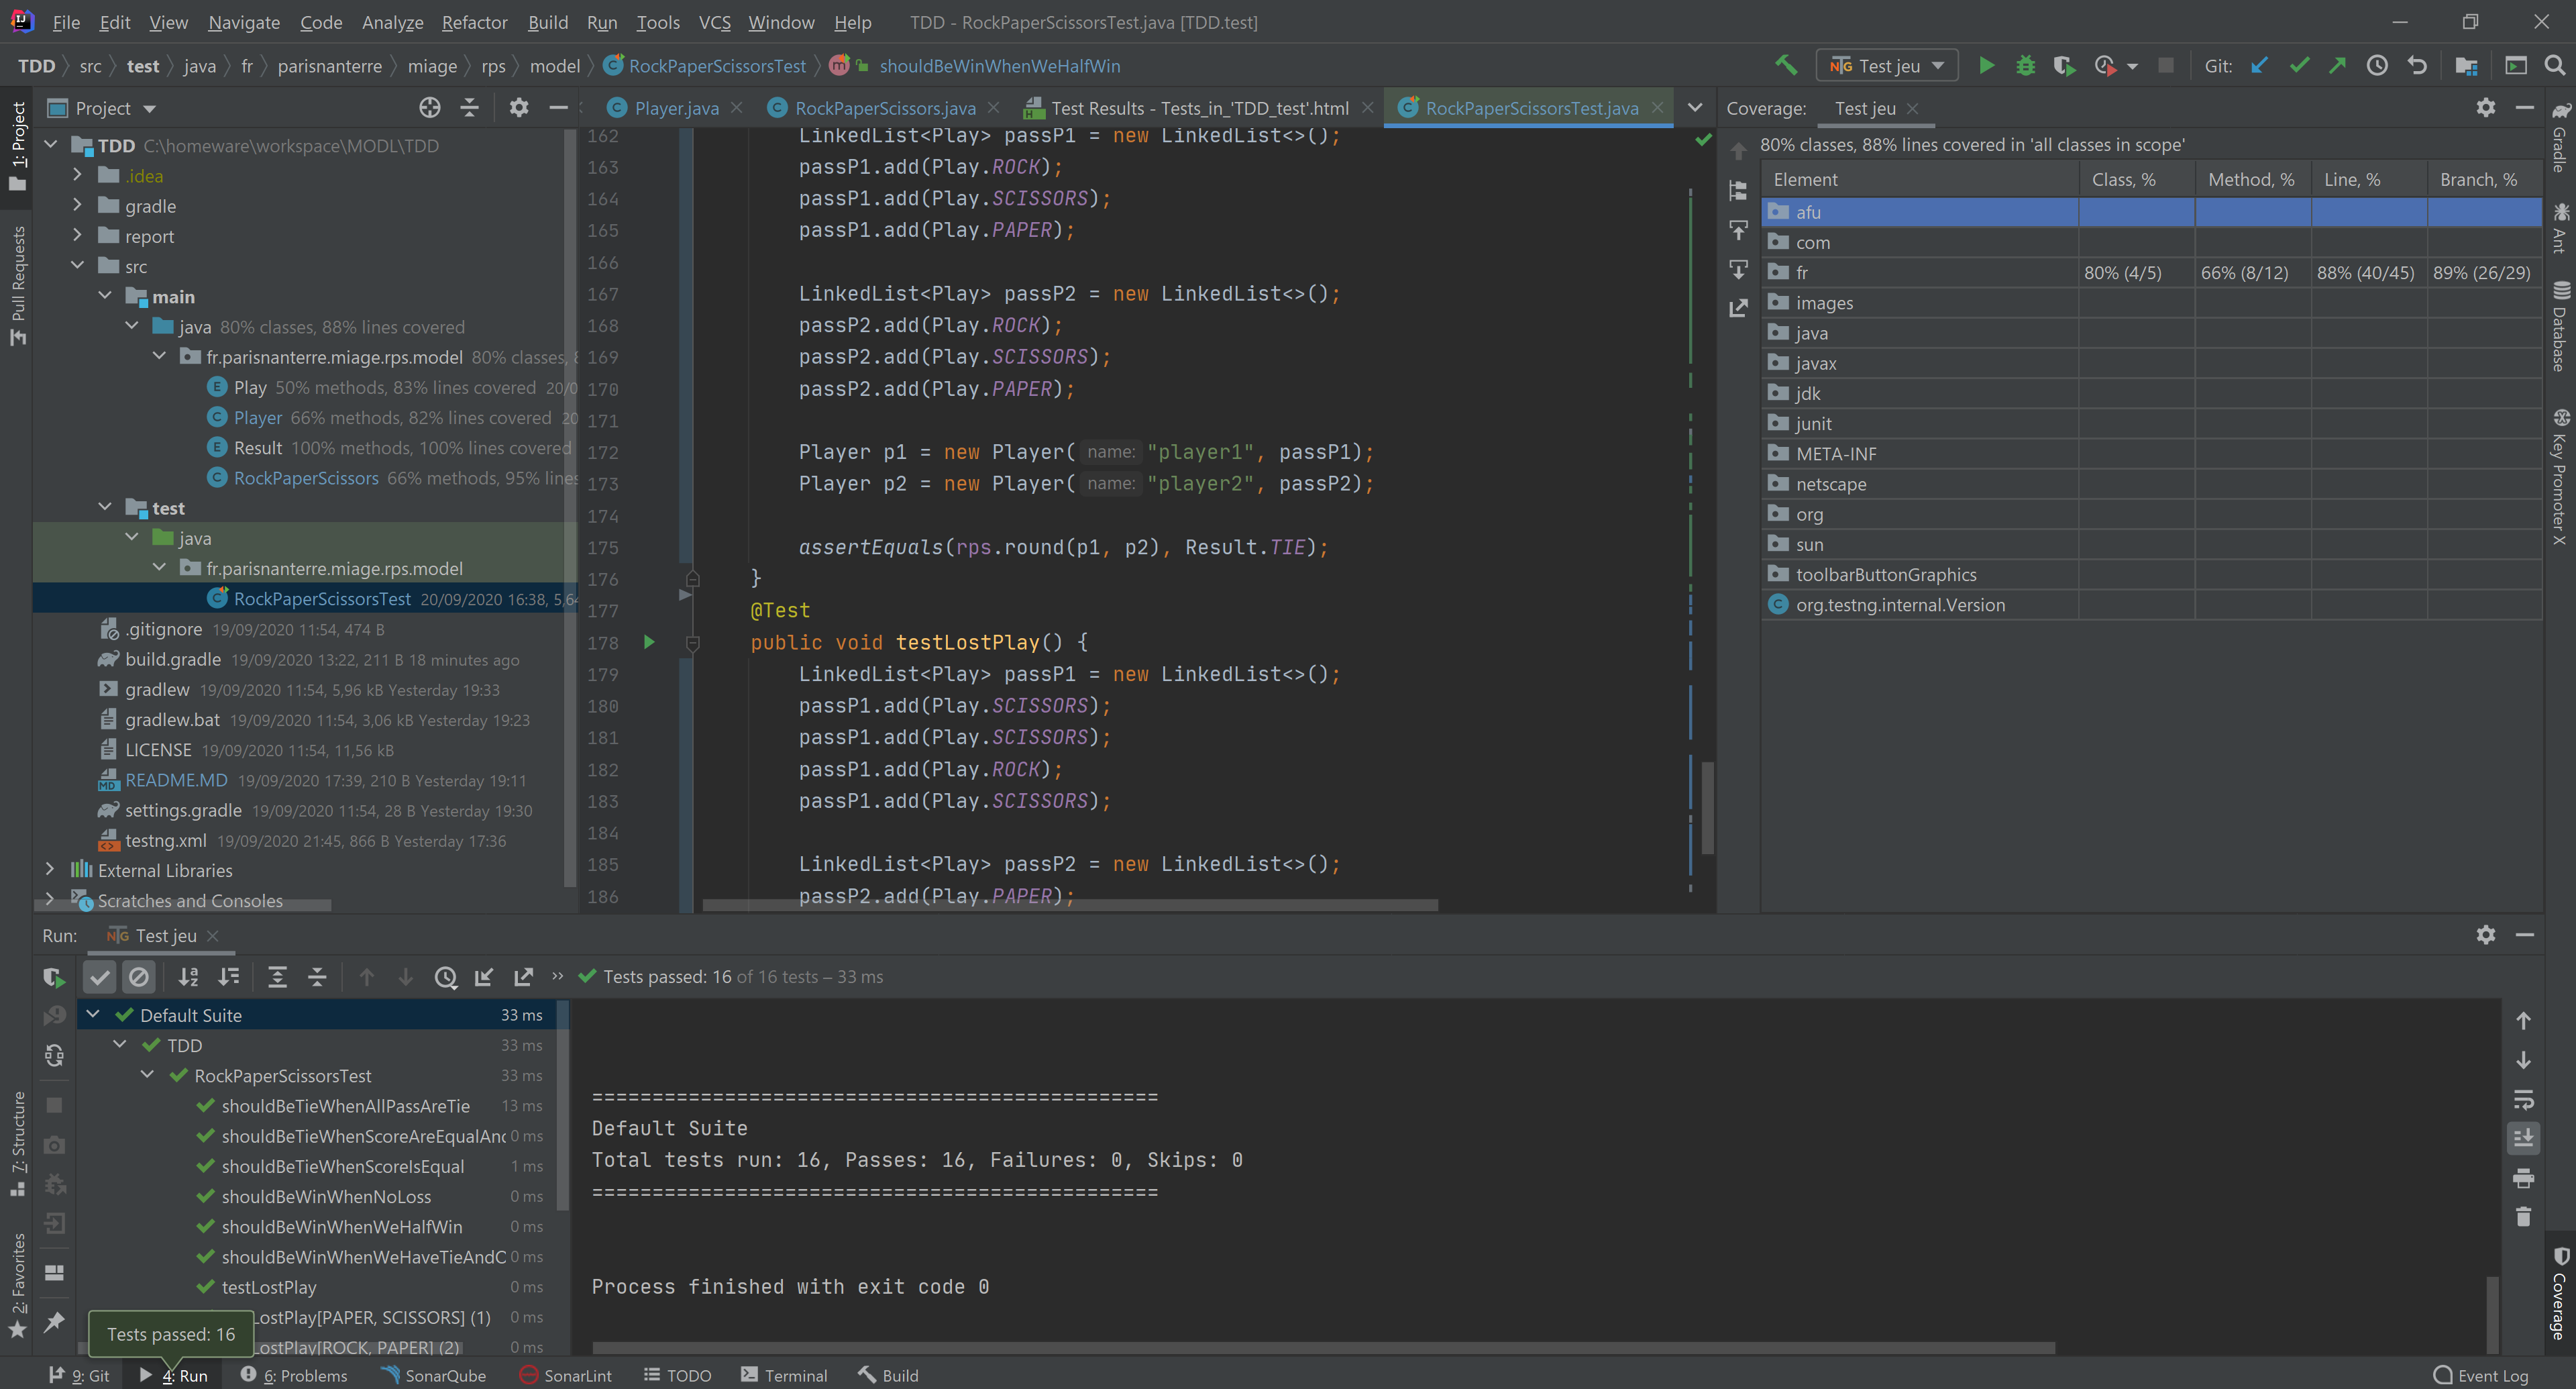 File Edit View Navigate Code Analyze Refactor Build Run Tools VCS Window Help TDD - RockPaperScissorsTest.java [TDD.test]
TDD src test java fr parisnanterre miage rps model RockPaperScissorsTest shouldBeWinWhenWeHalfWin Test jeu Git:
1: Project
Pull Requests
7: Structure
2: Favorites
Project
TDD C:\homeware\workspace\MODL\TDD
.idea
gradle
report
src
main
java 80% classes, 88% lines covered
fr.parisnanterre.miage.rps.model 80% classes,
Play 50% methods, 83% lines covered 20/0
Player 66% methods, 82% lines covered 20
Result 100% methods, 100% lines covered
RockPaperScissors 66% methods, 95% lines
test
java
fr.parisnanterre.miage.rps.model
RockPaperScissorsTest 20/09/2020 16:38, 5,64
.gitignore 19/09/2020 11:54, 474 B
build.gradle 19/09/2020 13:22, 211 B 18 minutes ago
gradlew 19/09/2020 11:54, 5,96 kB Yesterday 19:33
gradlew.bat 19/09/2020 11:54, 3,06 kB Yesterday 19:23
LICENSE 19/09/2020 11:54, 11,56 kB
README.MD 19/09/2020 17:39, 210 B Yesterday 19:11
settings.gradle 19/09/2020 11:54, 28 B Yesterday 19:30
testng.xml 19/09/2020 21:45, 866 B Yesterday 17:36
External Libraries
Scratches and Consoles
Player.java RockPaperScissors.java Test Results - Tests_in_'TDD_test'.html RockPaperScissorsTest.java
162 LinkedList<Play> passP1 = new LinkedList<>();
163 passP1.add(Play.ROCK);
164 passP1.add(Play.SCISSORS);
165 passP1.add(Play.PAPER);
166
167 LinkedList<Play> passP2 = new LinkedList<>();
168 passP2.add(Play.ROCK);
169 passP2.add(Play.SCISSORS);
170 passP2.add(Play.PAPER);
171
172 Player p1 = new Player( name: "player1", passP1);
173 Player p2 = new Player( name: "player2", passP2);
174
175 assertEquals(rps.round(p1, p2), Result.TIE);
176 }
177 @Test
178 public void testLostPlay() {
179 LinkedList<Play> passP1 = new LinkedList<>();
180 passP1.add(Play.SCISSORS);
181 passP1.add(Play.SCISSORS);
182 passP1.add(Play.ROCK);
183 passP1.add(Play.SCISSORS);
184
185 LinkedList<Play> passP2 = new LinkedList<>();
186 passP2.add(Play.PAPER);
Coverage: Test jeu
80% classes, 88% lines covered in 'all classes in scope'
Element Class, % Method, % Line, % Branch, %
afu
com
fr 80% (4/5) 66% (8/12) 88% (40/45) 89% (26/29)
images
java
javax
jdk
junit
META-INF
netscape
org
sun
toolbarButtonGraphics
org.testng.internal.Version
Gradle
Ant
Database
Key Promoter X
Coverage
Run: Test jeu
Tests passed: 16 of 16 tests – 33 ms
Default Suite 33 ms
TDD 33 ms
RockPaperScissorsTest 33 ms
shouldBeTieWhenAllPassAreTie 13 ms
shouldBeTieWhenScoreAreEqualAnc 0 ms
shouldBeTieWhenScoreIsEqual 1 ms
shouldBeWinWhenNoLoss 0 ms
shouldBeWinWhenWeHalfWin 0 ms
shouldBeWinWhenWeHaveTieAndC 0 ms
testLostPlay 0 ms
LostPlay[PAPER, SCISSORS] (1) 0 ms
LostPlay[ROCK, PAPER] (2) 0 ms
Tests passed: 16
===============================================
Default Suite
Total tests run: 16, Passes: 16, Failures: 0, Skips: 0
===============================================
Process finished with exit code 0
9: Git 4: Run 6: Problems SonarQube SonarLint TODO Terminal Build Event Log